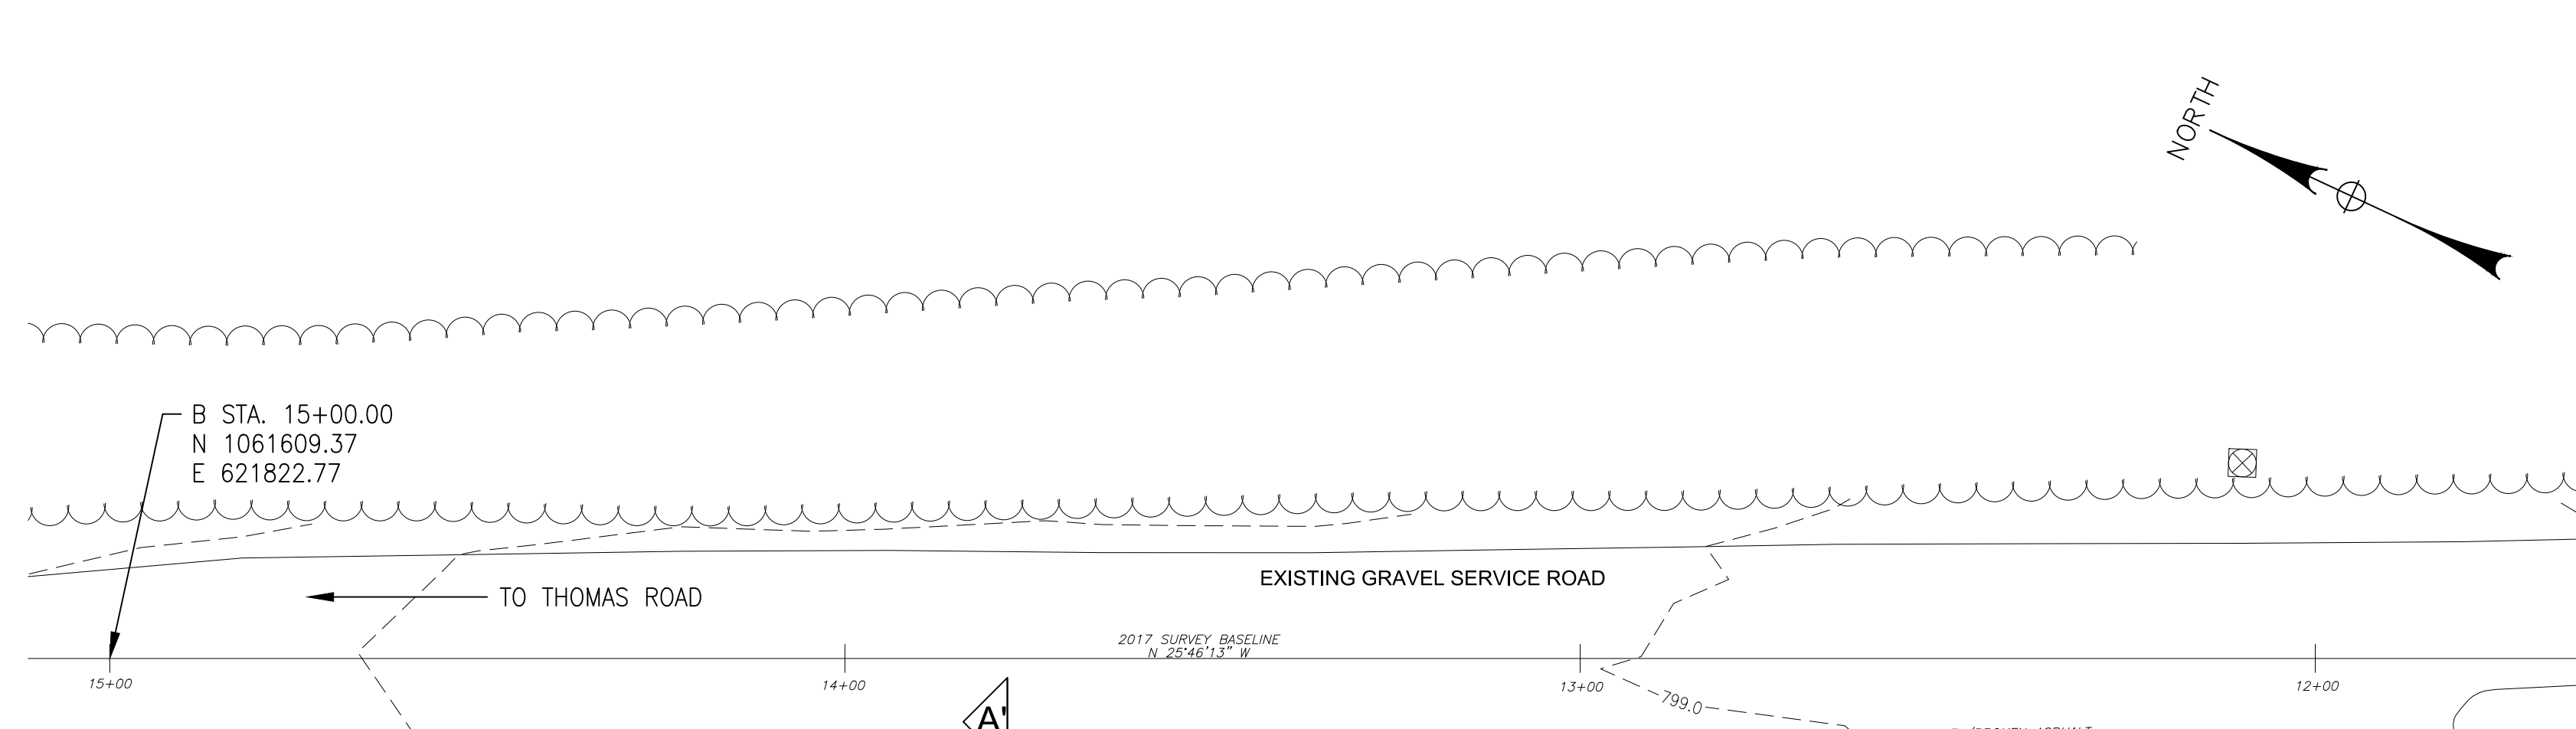 NORTH
B STA. 15+00.00
N 1061609.37
E 621822.77
EXISTING GRAVEL SERVICE ROAD
TO THOMAS ROAD
2017 SURVEY BASELINE
N 25°46'13" W
15+00
14+00
13+00
12+00
799.0
A'